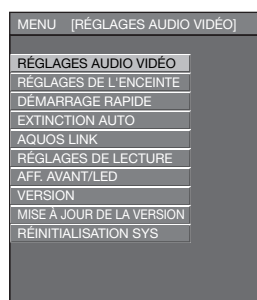 MENU [RÉGLAGES AUDIO VIDÉO]
RÉGLAGES AUDIO VIDÉO
RÉGLAGES DE L'ENCEINTE
DÉMARRAGE RAPIDE
EXTINCTION AUTO
AQUOS LINK
RÉGLAGES DE LECTURE
AFF. AVANT/LED
VERSION
MISE À JOUR DE LA VERSION
RÉINITIALISATION SYS